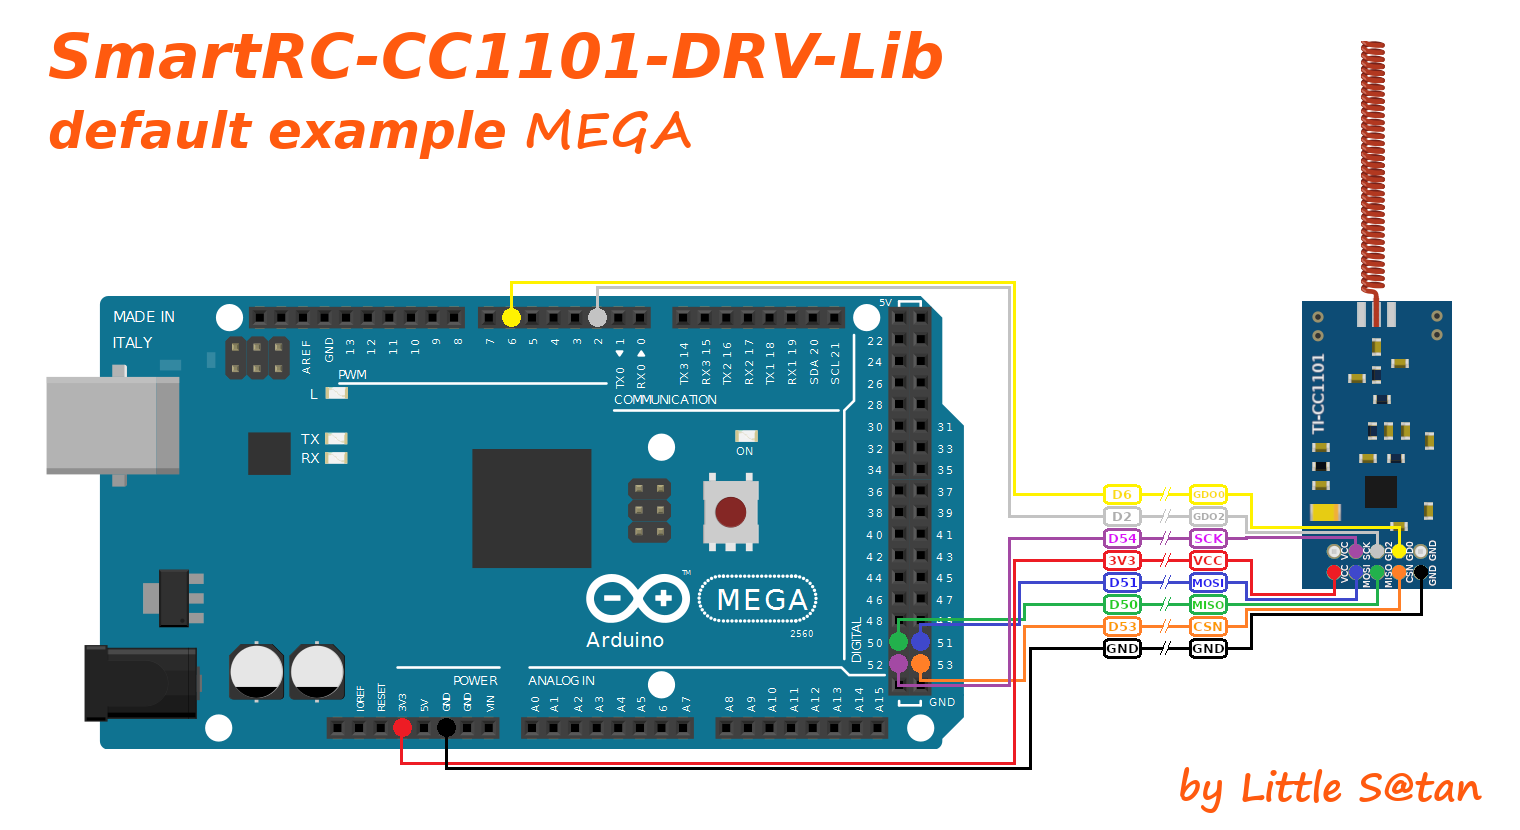 SmartRC-CC1101-DRV-Lib
default example MEGA
MADE IN
ITALY
AREF
GND
13
12
11
10
9
8
7
6
5
4
3
2
TX0 ◀ 1
RX0 ▶ 0
TX3 14
RX3 15
TX2 16
RX2 17
TX1 18
RX1 19
SDA 20
SCL 21
PWM
COMMUNICATION
L
TX
RX
ON
5V
22
24
26
28
30 31
32 33
34 35
36 37
38 39
40 41
42 43
44 45
46 47
48
50 51
52 53
GND
DIGITAL
MEGA
TM
2560
Arduino
POWER
ANALOG IN
IOREF
RESET
3V3
5V
GND
GND
VIN
A0
A1
A2
A3
A4
A5
6
A7
A8
A9
A10
A11
A12
A13
A14
A15
D6 GDO0
D2 GDO2
D54 SCK
3V3 VCC
D51 MOSI
D50 MISO
D53 CSN
GND GND
TI-CC1101
VCC
SCK
GD2
GD0
GND
VCC
MOSI
MISO
CSN
GND
by Little S@tan